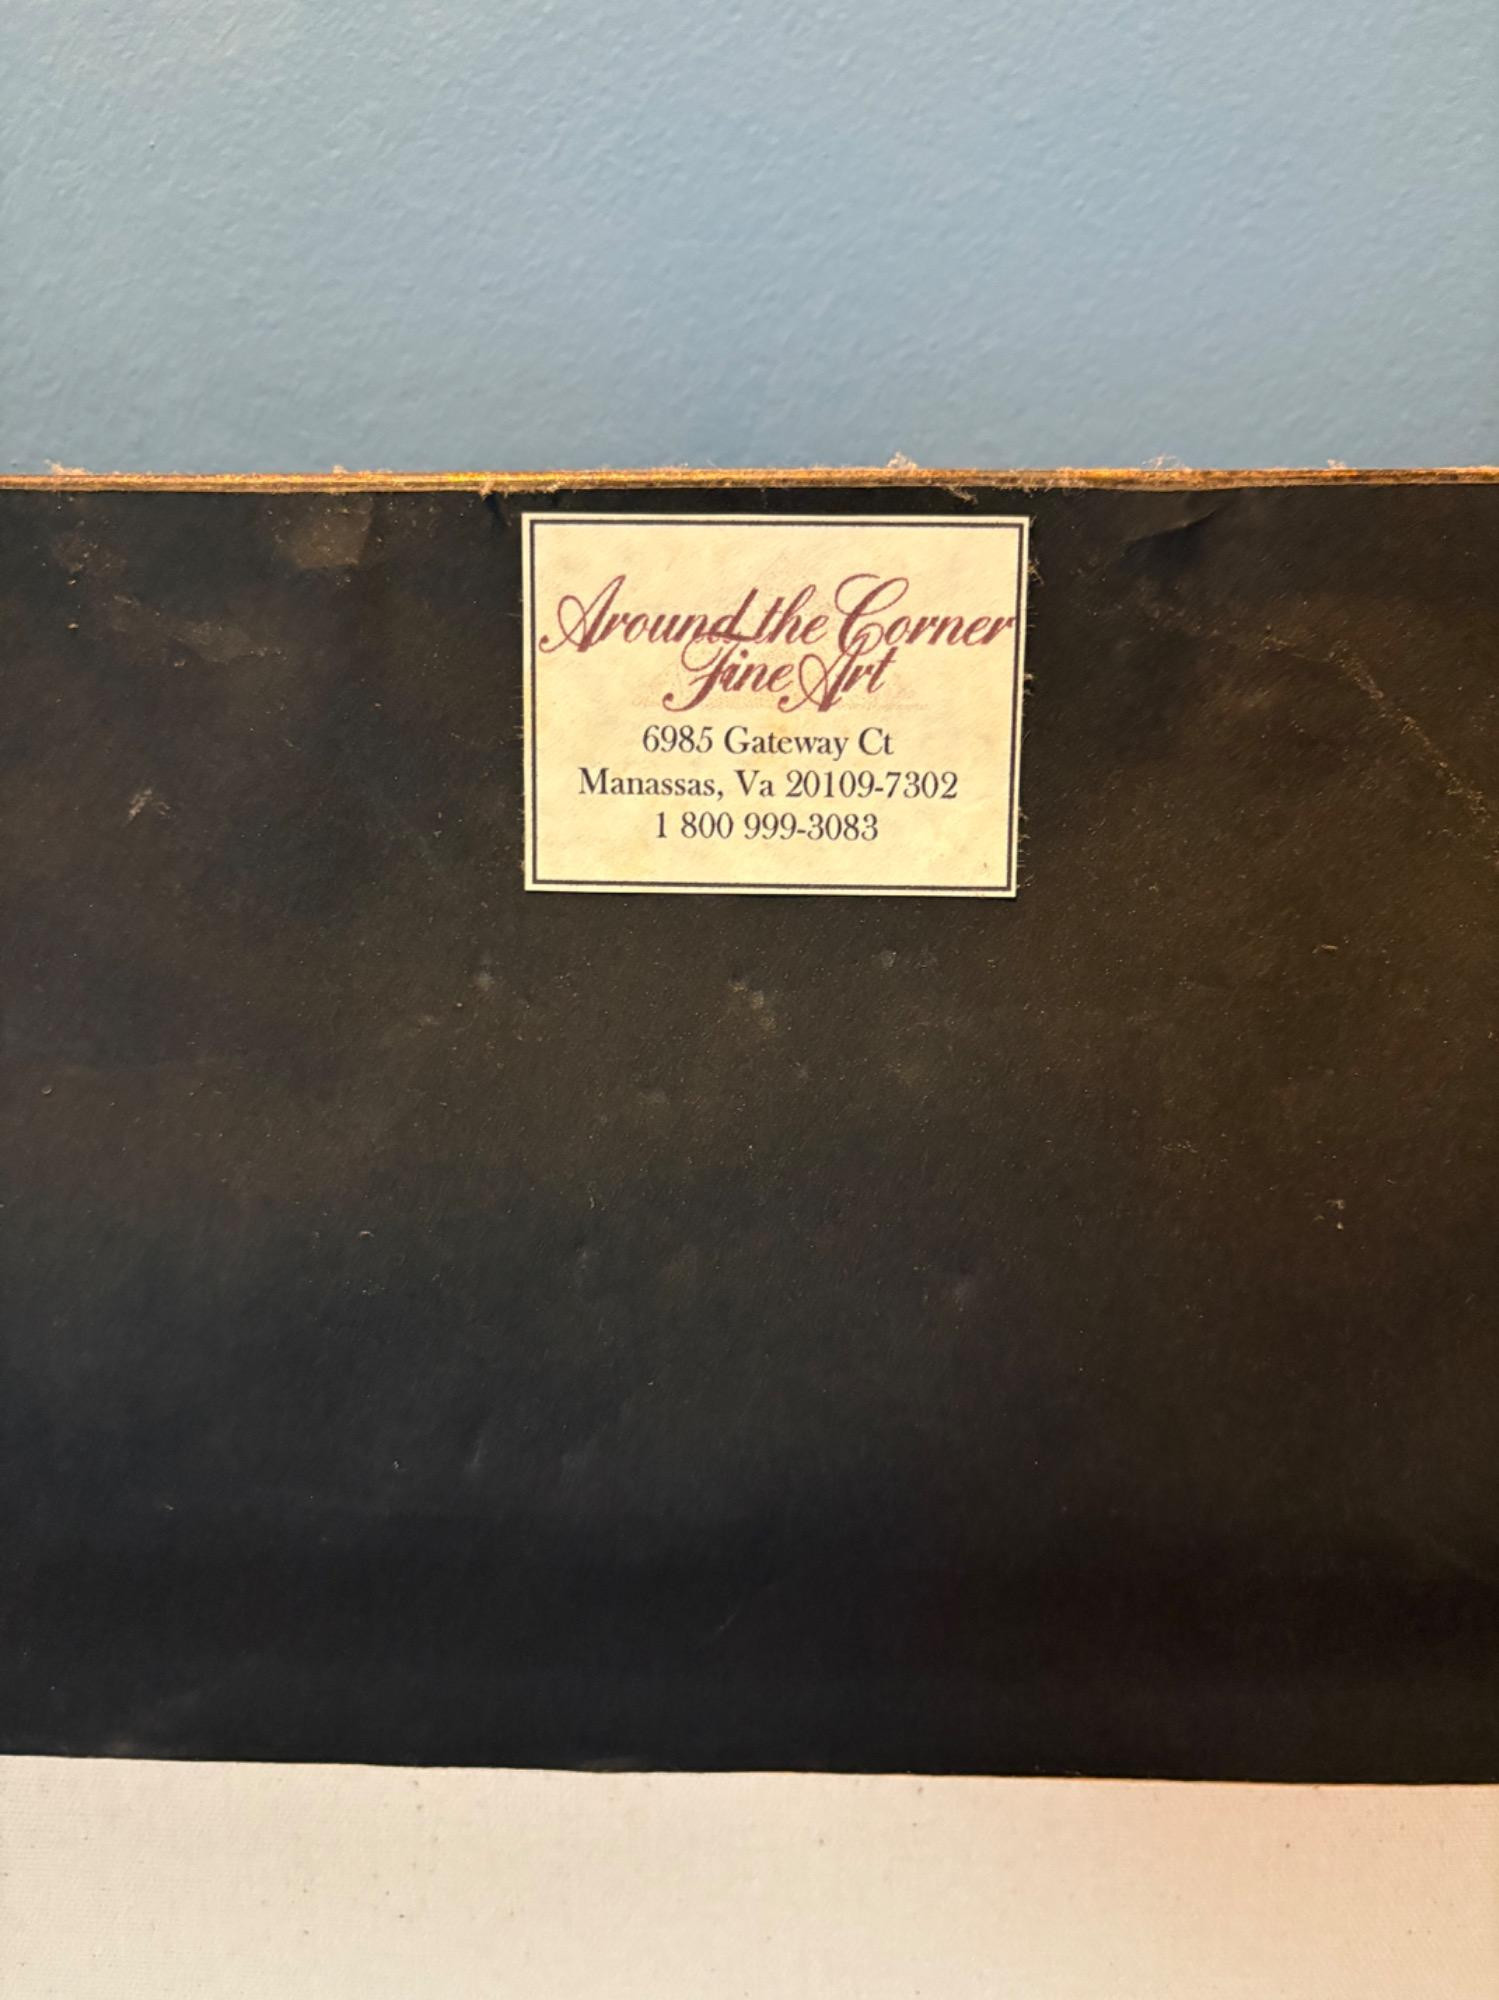 Around the Corner
Fine Art
6985 Gateway Ct
Manassas, Va 20109-7302
1 800 999-3083